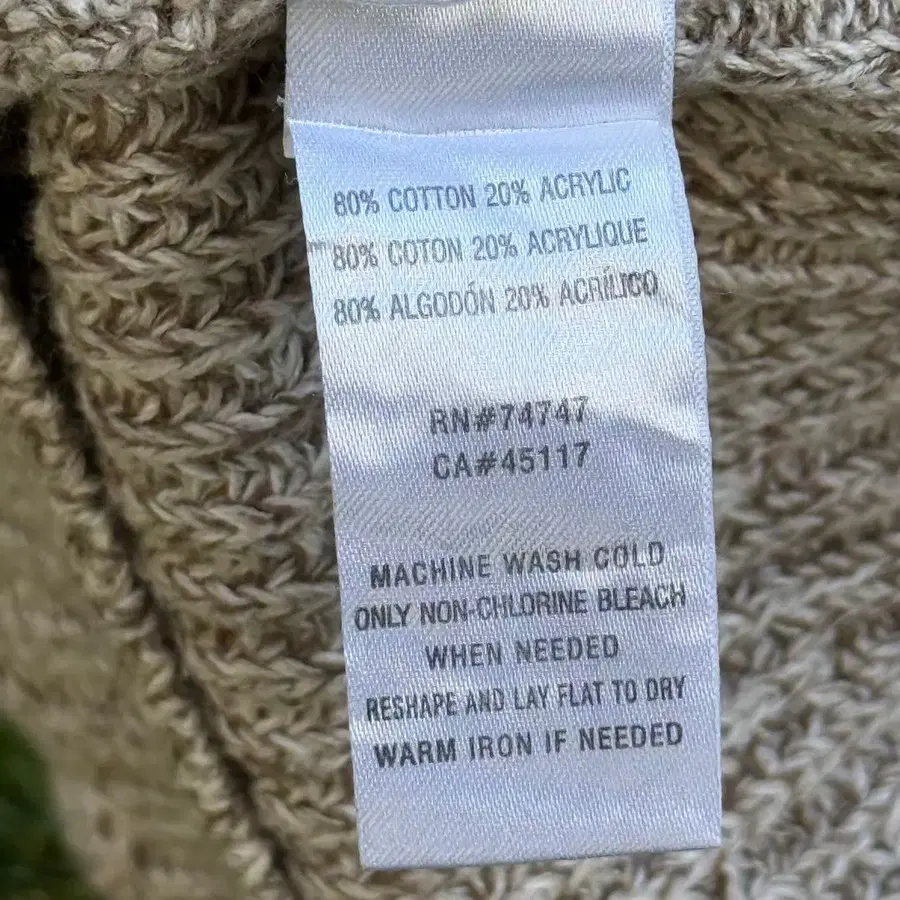 80% COTTON 20% ACRYLIC
80% COTON 20% ACRYLIQUE
80% ALGODÓN 20% ACRÍLICO
RN#74747
CA#45117
MACHINE WASH COLD
ONLY NON-CHLORINE BLEACH
WHEN NEEDED
RESHAPE AND LAY FLAT TO DRY
WARM IRON IF NEEDED